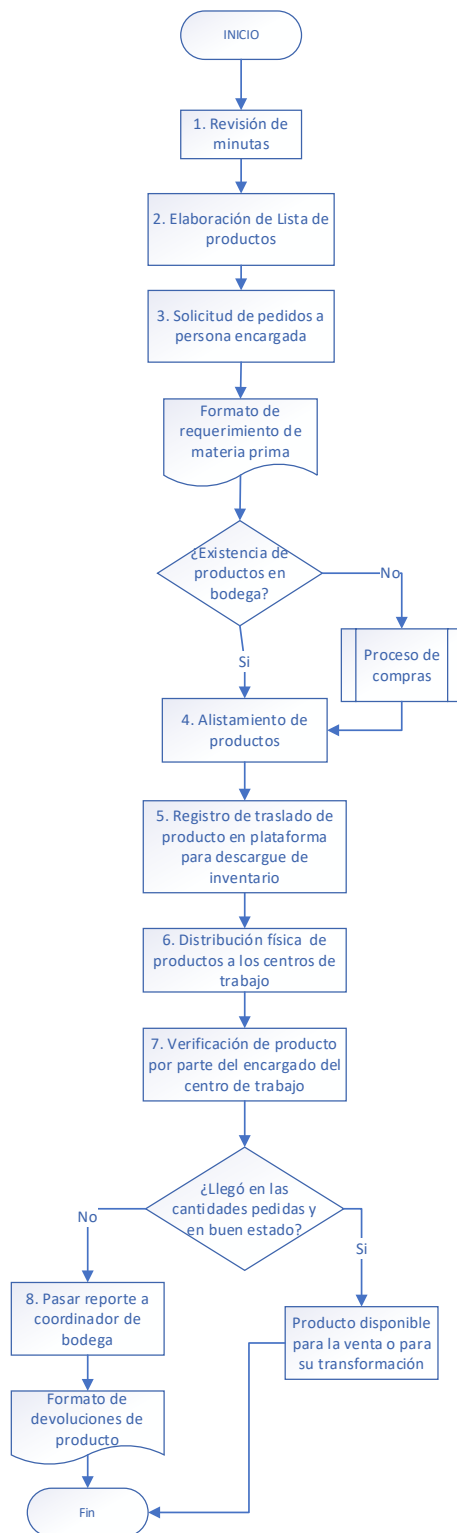 INICIO
1. Revisión de
minutas
2. Elaboración de Lista de
productos
3. Solicitud de pedidos a
persona encargada
Formato de
requerimiento de
materia prima
¿Existencia de
productos en
bodega?
No
Si
Proceso de
compras
4. Alistamiento de
productos
5. Registro de traslado de
producto en plataforma
para descargue de
inventario
6. Distribución física de
productos a los centros de
trabajo
7. Verificación de producto
por parte del encargado del
centro de trabajo
¿Llegó en las
cantidades pedidas y
en buen estado?
No
Si
8. Pasar reporte a
coordinador de
bodega
Producto disponible
para la venta o para
su transformación
Formato de
devoluciones de
producto
Fin